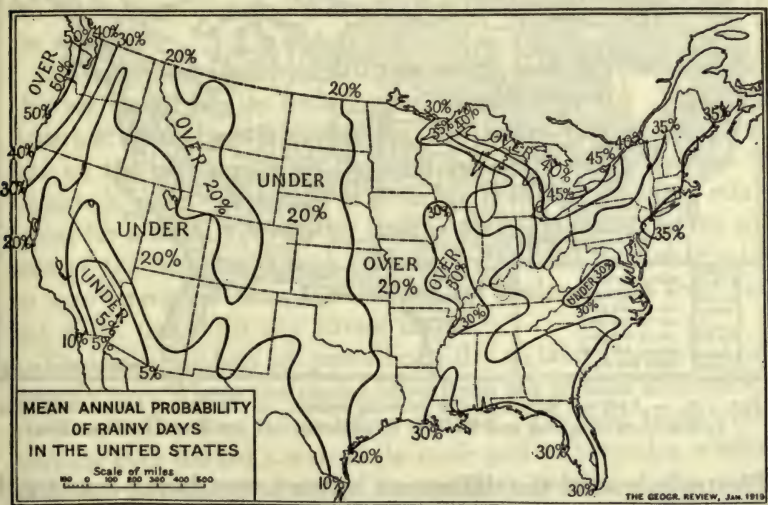 50% 40% 30%
20%
20%
OVER
50%
50%
40%
30%
20%
OVER
20%
UNDER
20%
UNDER
20%
UNDER
5%
10%
5%
5%
30%
35%
40%
OVER
40%
45%
45%
40%
35%
35%
35%
30%
OVER
20%
OVER
30%
UNDER 30%
30%
30%
30%
20%
10%
30%
30%
MEAN ANNUAL PROBABILITY
OF RAINY DAYS
IN THE UNITED STATES
Scale of miles
100 0 100 200 300 400 500
THE GEOGR. REVIEW, JAN. 1919